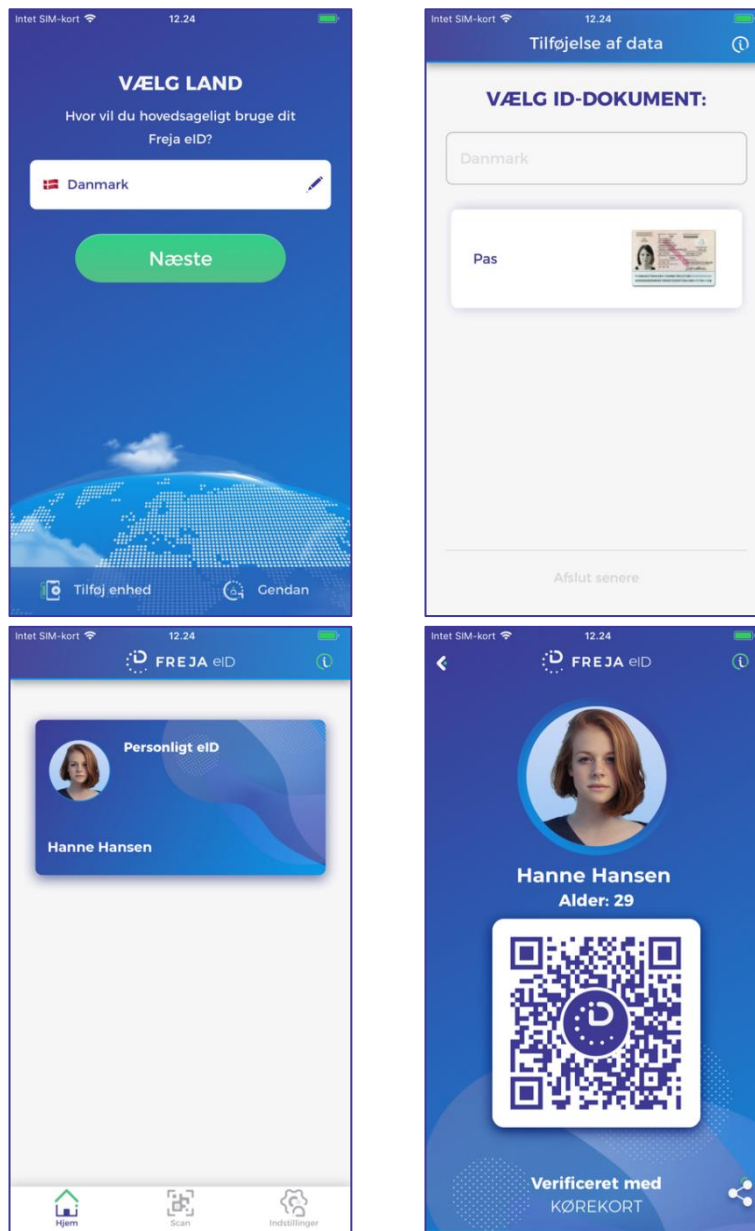 Intet SIM-kort 12.24
VÆLG LAND
Hvor vil du hovedsageligt bruge dit
Freja eID?
Danmark
Næste
Tilføj enhed
Gendan
Intet SIM-kort 12.24
Tilføjelse af data
VÆLG ID-DOKUMENT:
Danmark
Pas
Afslut senere
Intet SIM-kort 12.24
FREJA eID
Personligt eID
Hanne Hansen
Hjem
Scan
Indstillinger
Intet SIM-kort 12.24
FREJA eID
Hanne Hansen
Alder: 29
Verificeret med
KØREKORT